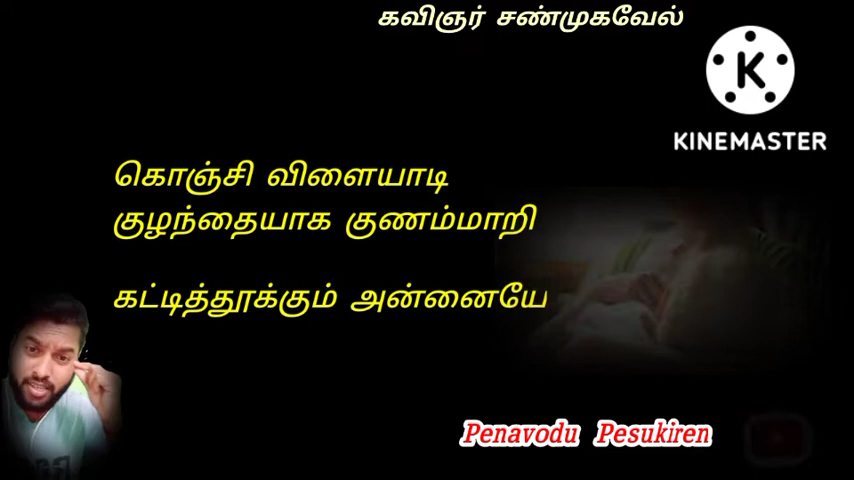 கவிஞர் சண்முகவேல்
KINEMASTER
கொஞ்சி விளையாடி
குழந்தையாக குணம்மாறி
கட்டித்தூக்கும் அன்னையே
Penavodu Pesukiren